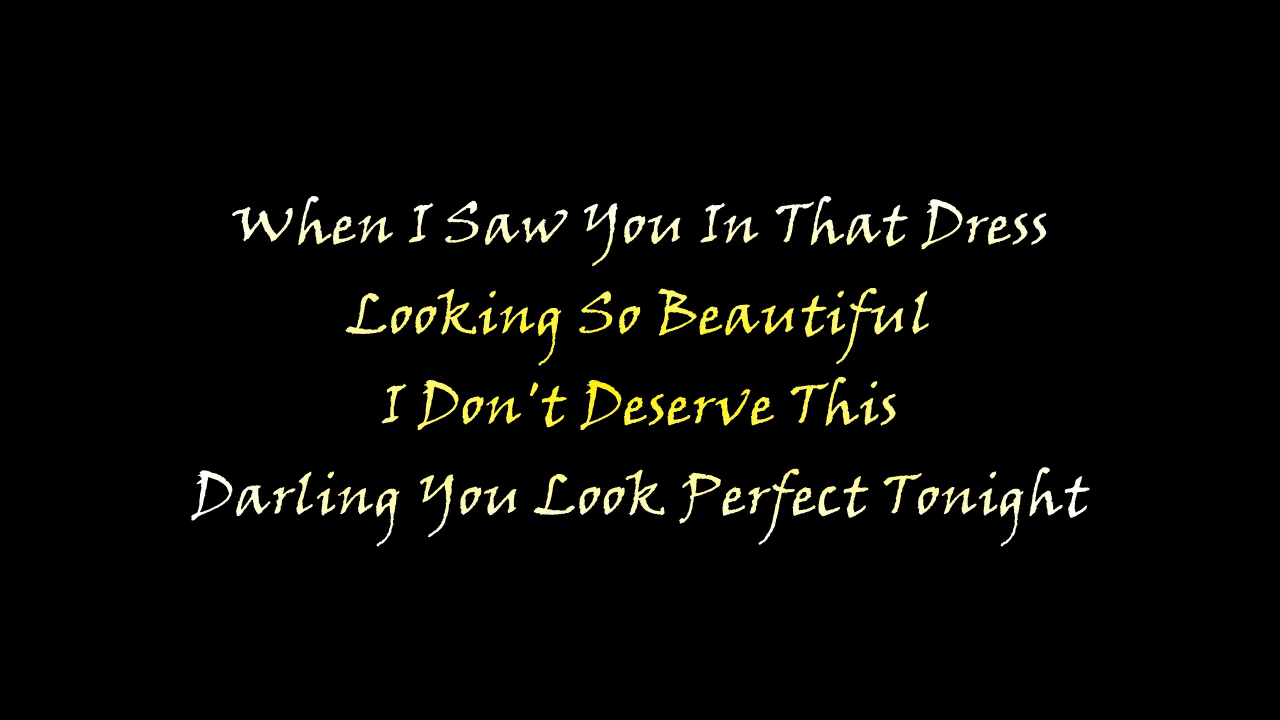 When I Saw You In That Dress
Looking So Beautiful
I Don't Deserve This
Darling You Look Perfect Tonight